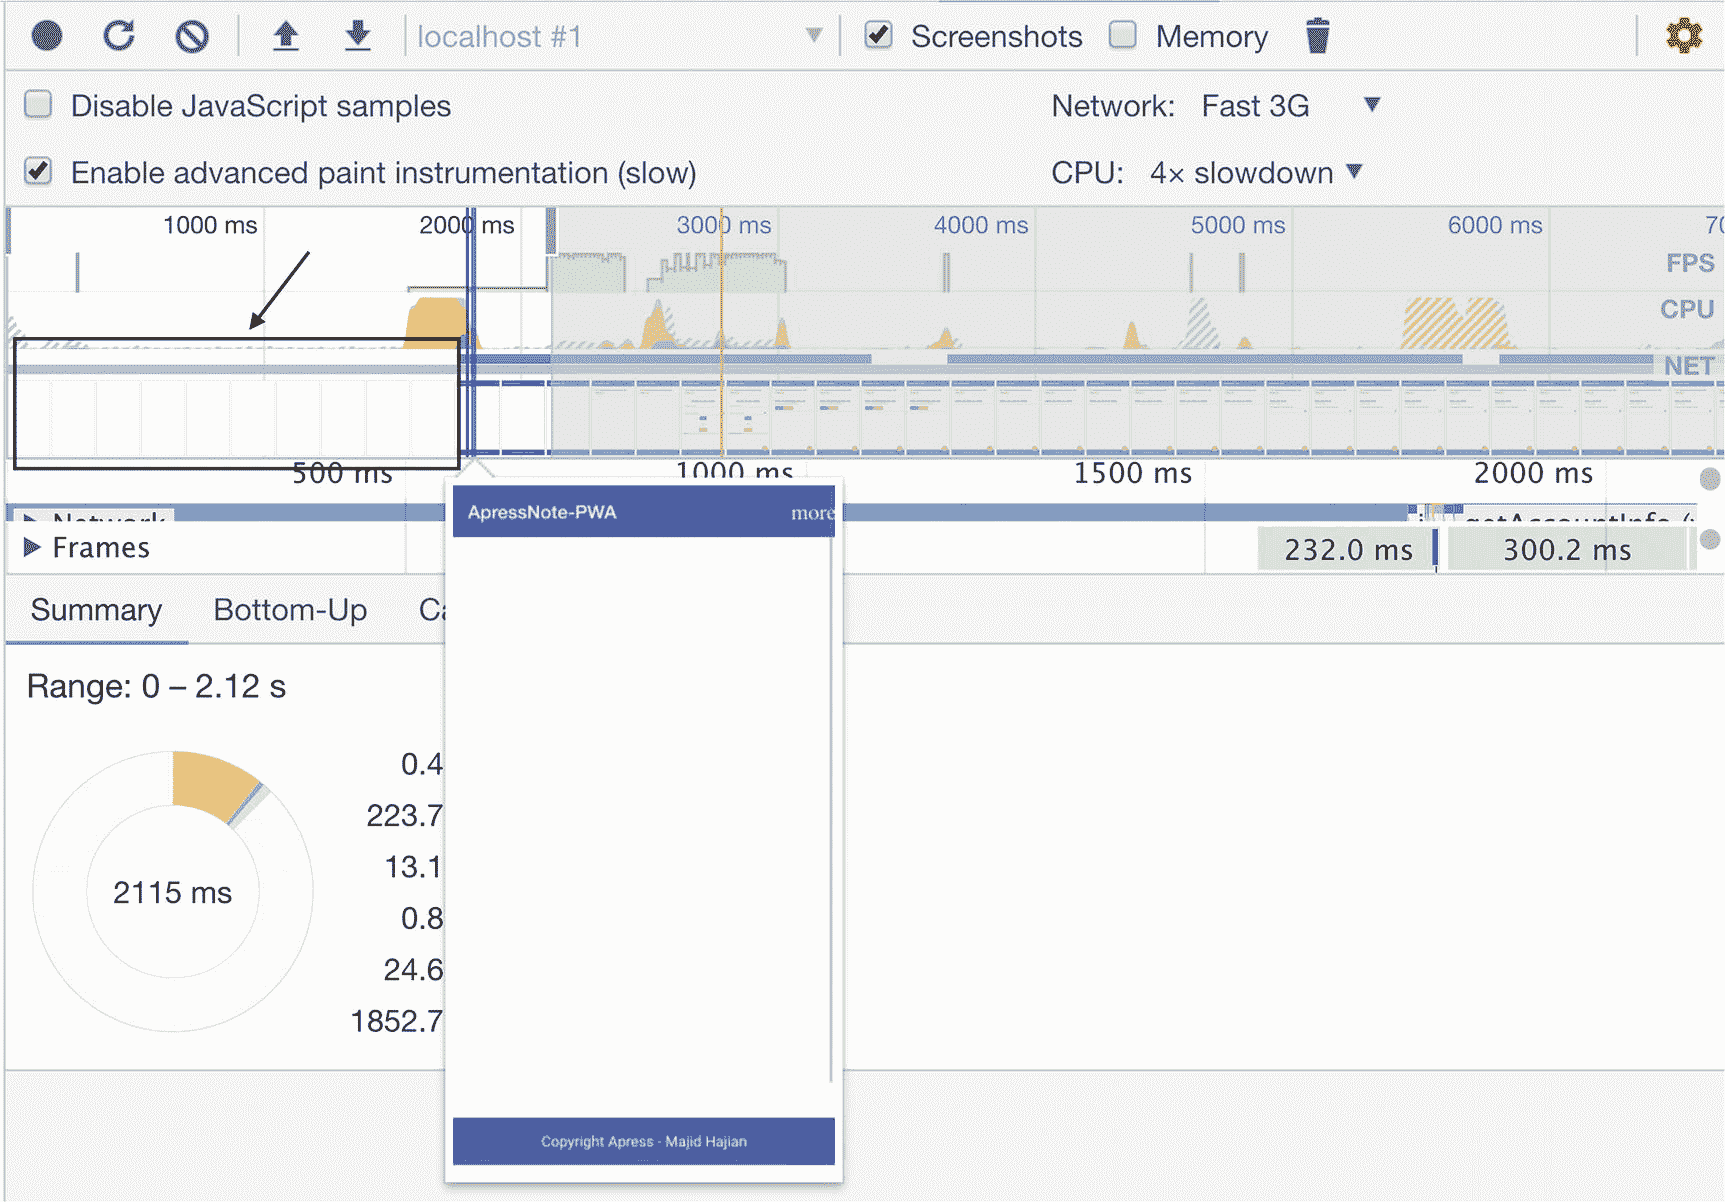 localhost #1 Screenshots Memory
Disable JavaScript samples Network: Fast 3G
Enable advanced paint instrumentation (slow) CPU: 4× slowdown
1000 ms 2000 ms 3000 ms 4000 ms 5000 ms 6000 ms 70
FPS
CPU
NET
500 ms 1000 ms 1500 ms 2000 ms
Network getAccountInfo (
Frames 232.0 ms 300.2 ms
ApressNote-PWA more
Summary Bottom-Up Ca
Range: 0 – 2.12 s
0.4
223.7
13.1
2115 ms
0.8
24.6
1852.7
Copyright Apress - Majid Hajian